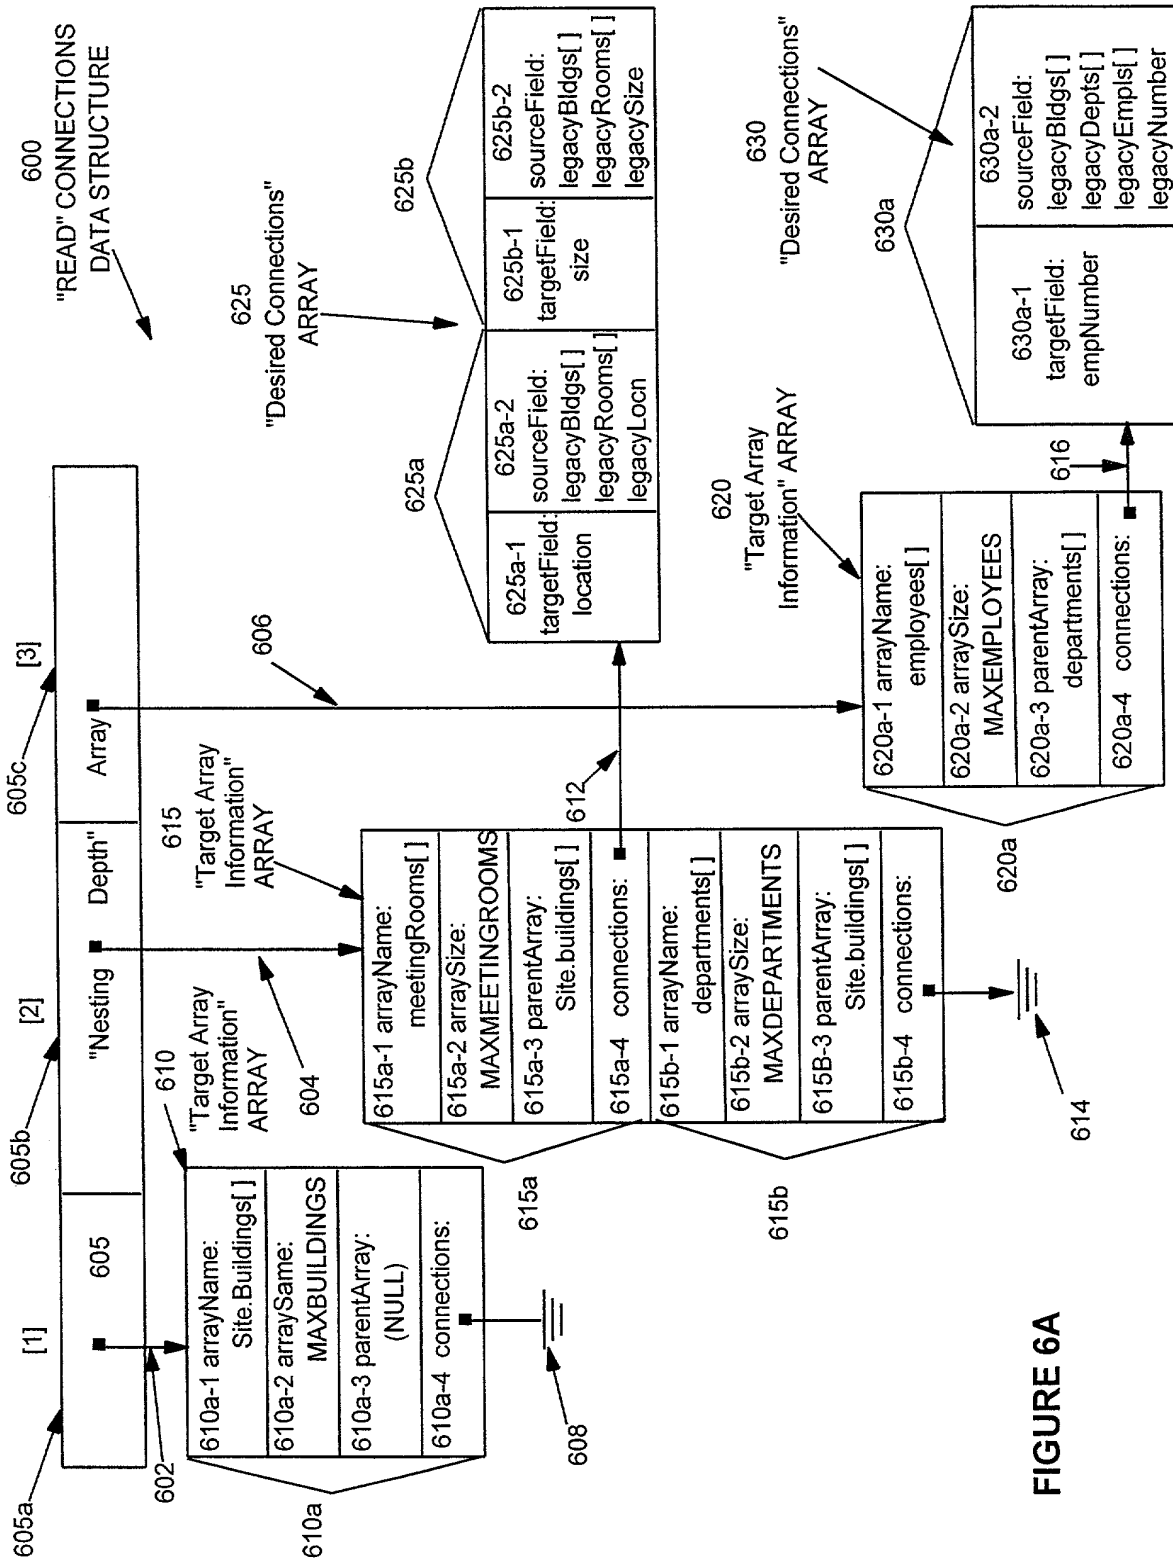 600
"READ" CONNECTIONS
DATA STRUCTURE
605a
[1]
605b
[2]
605c
[3]
605
"Nesting
Depth"
Array
602
604
606
610
"Target Array
Information"
ARRAY
610a-1 arrayName:
Site.Buildings[ ]
610a-2 arraySame:
MAXBUILDINGS
610a-3 parentArray:
(NULL)
610a-4 connections:
610a
608
615
"Target Array
Information"
ARRAY
615a-1 arrayName:
meetingRooms[ ]
615a-2 arraySize:
MAXMEETINGROOMS
615a-3 parentArray:
Site.buildings[ ]
615a-4 connections:
615b-1 arrayName:
departments[ ]
615b-2 arraySize:
MAXDEPARTMENTS
615B-3 parentArray:
Site.buildings[ ]
615b-4 connections:
615a
615b
614
612
625
"Desired Connections"
ARRAY
625a
625b
625a-1
targetField:
location
625a-2
sourceField:
legacyBldgs[ ]
legacyRooms[ ]
legacyLocn
625b-1
targetField:
size
625b-2
sourceField:
legacyBldgs[ ]
legacyRooms[ ]
legacySize
620
"Target Array
Information" ARRAY
620a-1 arrayName:
employees[ ]
620a-2 arraySize:
MAXEMPLOYEES
620a-3 parentArray:
departments[ ]
620a-4 connections:
620a
616
630
"Desired Connections"
ARRAY
630a
630a-1
targetField:
empNumber
630a-2
sourceField:
legacyBldgs[ ]
legacyDepts[ ]
legacyEmpls[ ]
legacyNumber
FIGURE 6A